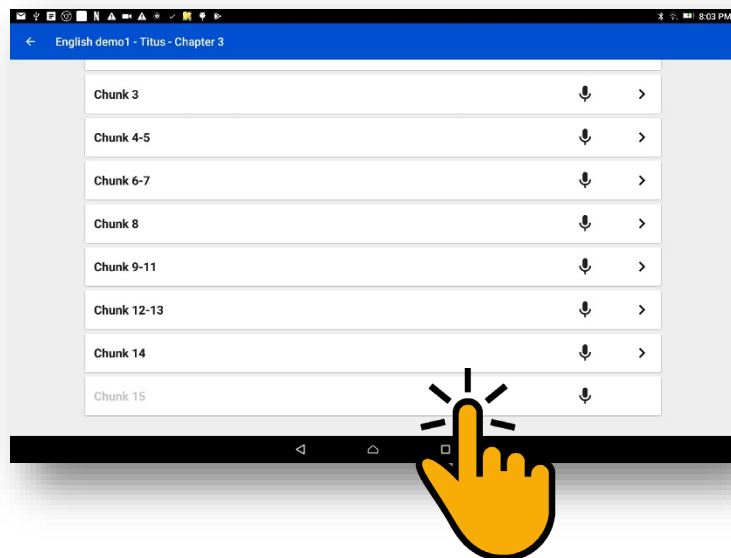 8:03 PM
English demo1 - Titus - Chapter 3
Chunk 3
Chunk 4-5
Chunk 6-7
Chunk 8
Chunk 9-11
Chunk 12-13
Chunk 14
Chunk 15